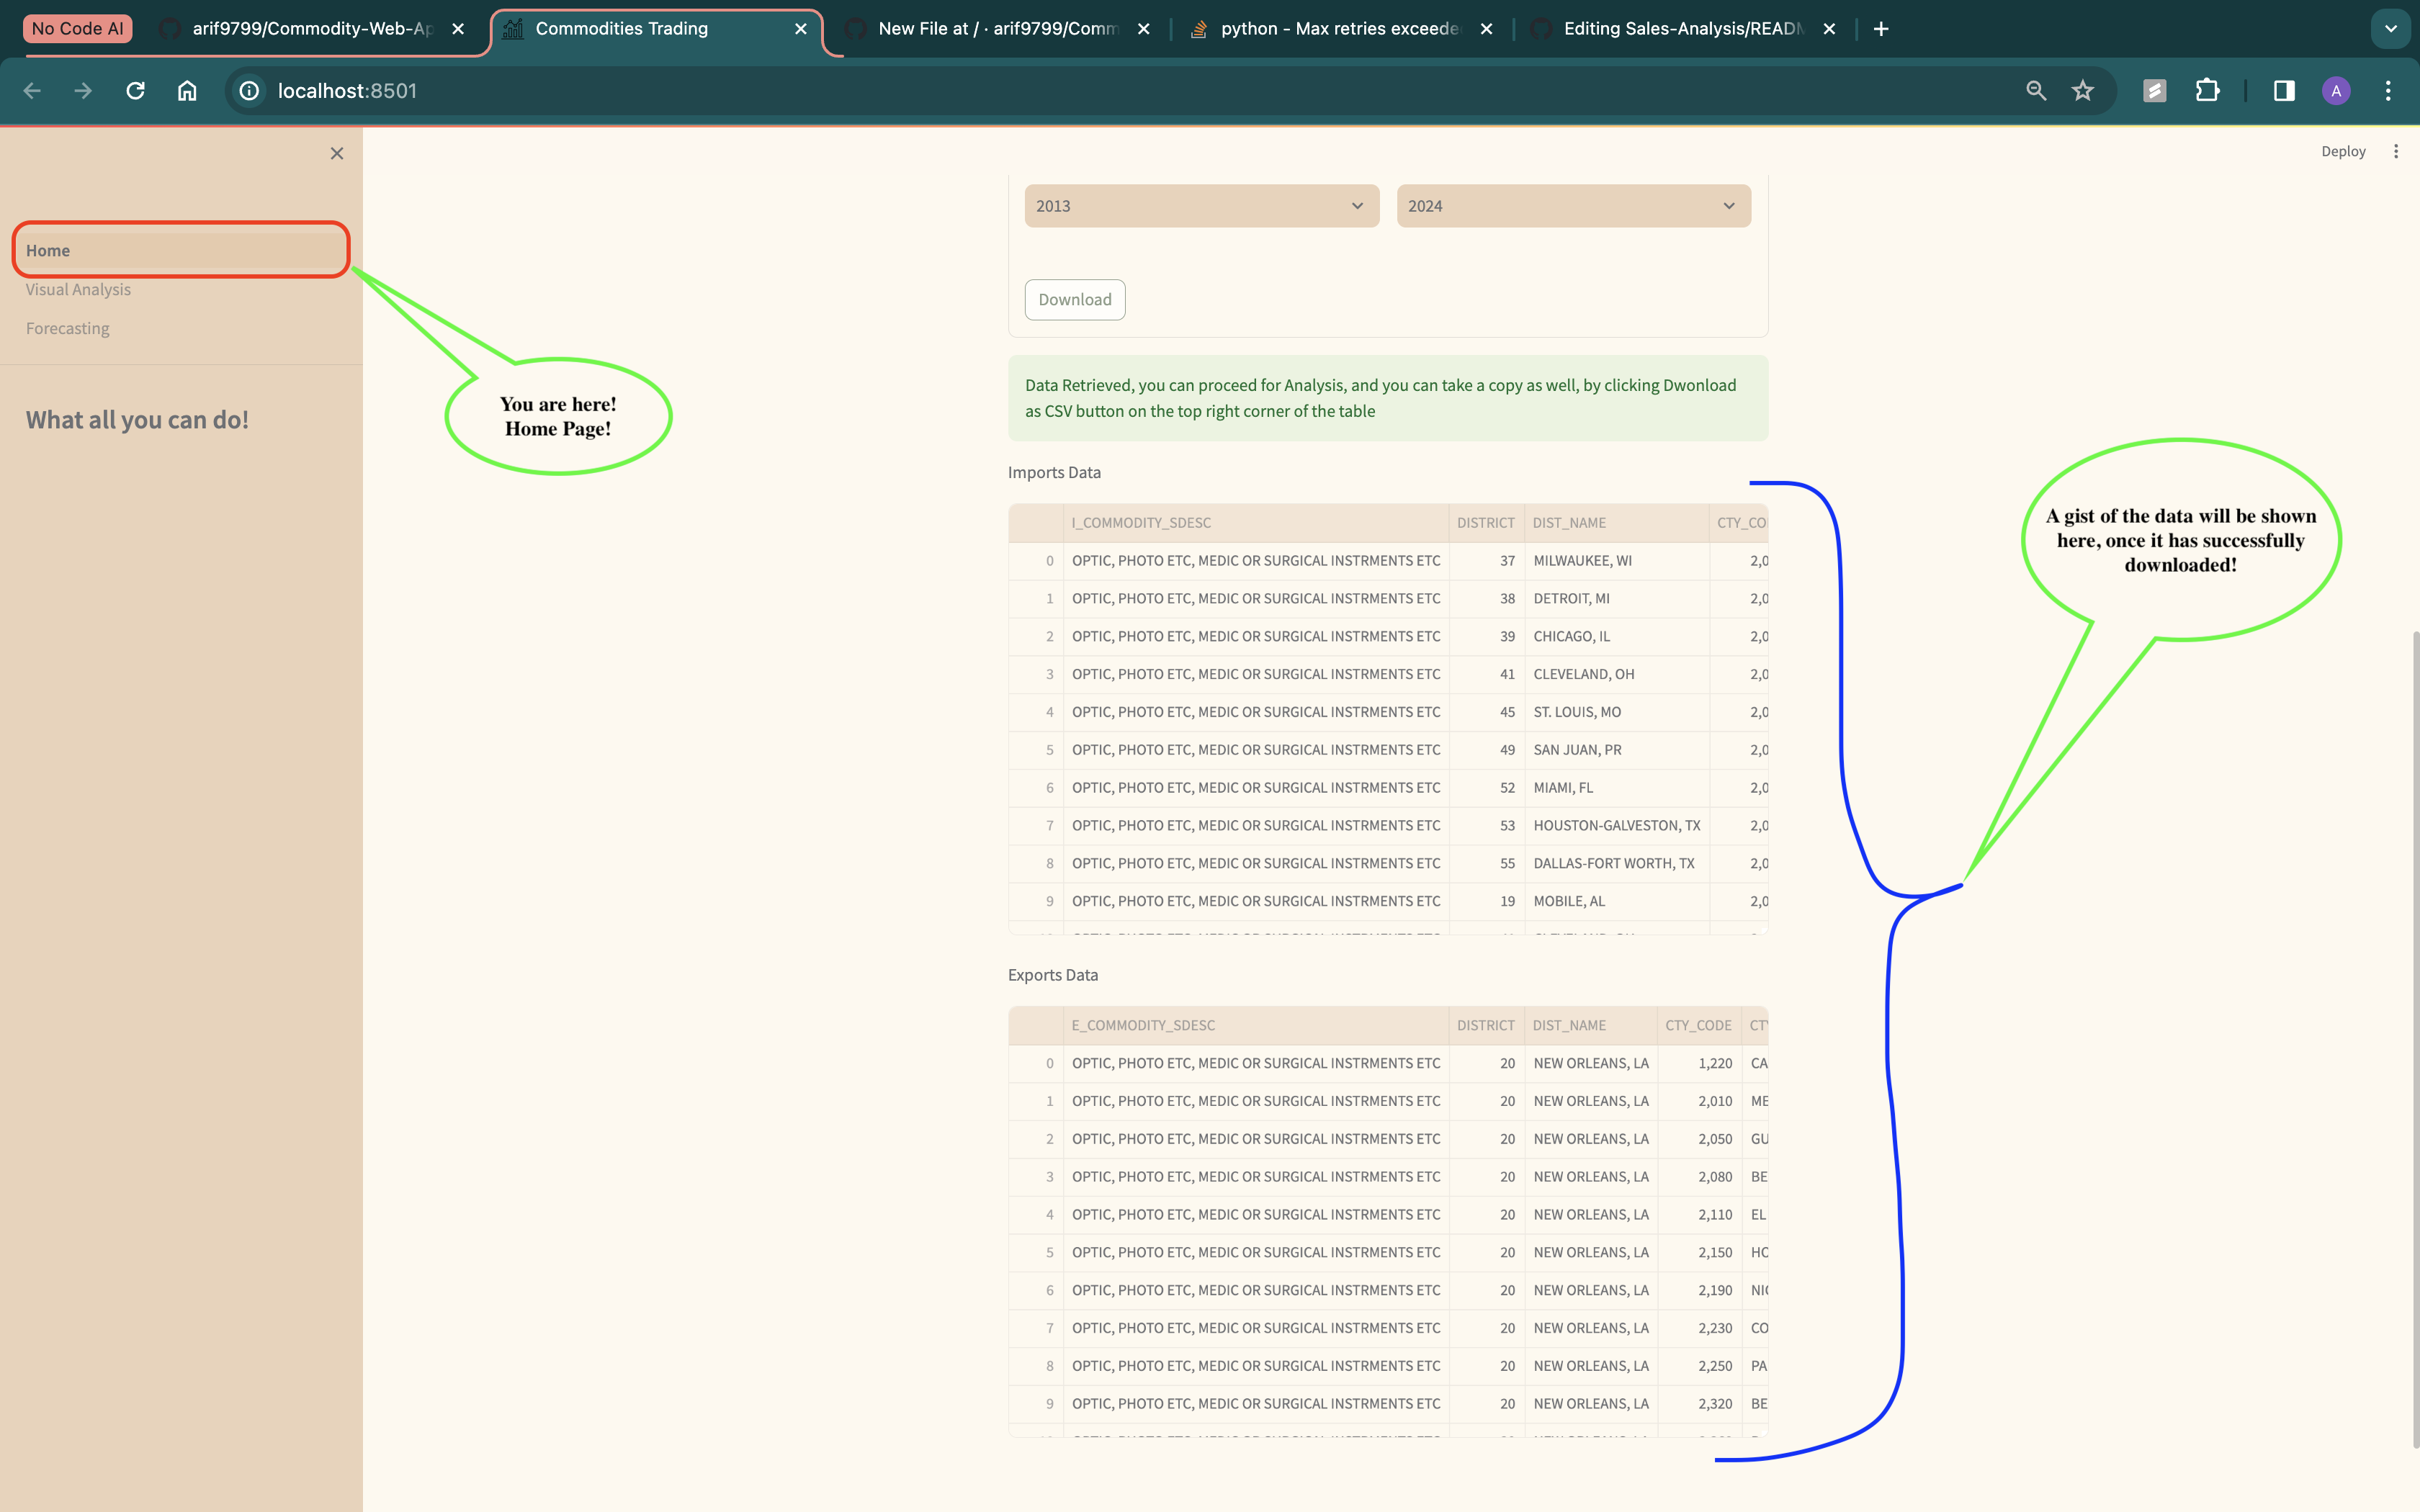 No Code AI
arif9799/Commodity-Web-Ap
Commodities Trading
New File at / · arif9799/Comm
python - Max retries exceede
Editing Sales-Analysis/READM
localhost:8501
A
Deploy
2013
2024
Home
Visual Analysis
Forecasting
Download
What all you can do!
You are here!
Home Page!
Data Retrieved, you can proceed for Analysis, and you can take a copy as well, by clicking Dwonload
as CSV button on the top right corner of the table
A gist of the data will be shown
here, once it has successfully
downloaded!
Imports Data
I_COMMODITY_SDESC DISTRICT DIST_NAME CTY_CO
0 OPTIC, PHOTO ETC, MEDIC OR SURGICAL INSTRMENTS ETC 37 MILWAUKEE, WI 2,0
1 OPTIC, PHOTO ETC, MEDIC OR SURGICAL INSTRMENTS ETC 38 DETROIT, MI 2,0
2 OPTIC, PHOTO ETC, MEDIC OR SURGICAL INSTRMENTS ETC 39 CHICAGO, IL 2,0
3 OPTIC, PHOTO ETC, MEDIC OR SURGICAL INSTRMENTS ETC 41 CLEVELAND, OH 2,0
4 OPTIC, PHOTO ETC, MEDIC OR SURGICAL INSTRMENTS ETC 45 ST. LOUIS, MO 2,0
5 OPTIC, PHOTO ETC, MEDIC OR SURGICAL INSTRMENTS ETC 49 SAN JUAN, PR 2,0
6 OPTIC, PHOTO ETC, MEDIC OR SURGICAL INSTRMENTS ETC 52 MIAMI, FL 2,0
7 OPTIC, PHOTO ETC, MEDIC OR SURGICAL INSTRMENTS ETC 53 HOUSTON-GALVESTON, TX 2,0
8 OPTIC, PHOTO ETC, MEDIC OR SURGICAL INSTRMENTS ETC 55 DALLAS-FORT WORTH, TX 2,0
9 OPTIC, PHOTO ETC, MEDIC OR SURGICAL INSTRMENTS ETC 19 MOBILE, AL 2,0
Exports Data
E_COMMODITY_SDESC DISTRICT DIST_NAME CTY_CODE CTY
0 OPTIC, PHOTO ETC, MEDIC OR SURGICAL INSTRMENTS ETC 20 NEW ORLEANS, LA 1,220 CA
1 OPTIC, PHOTO ETC, MEDIC OR SURGICAL INSTRMENTS ETC 20 NEW ORLEANS, LA 2,010 ME
2 OPTIC, PHOTO ETC, MEDIC OR SURGICAL INSTRMENTS ETC 20 NEW ORLEANS, LA 2,050 GU
3 OPTIC, PHOTO ETC, MEDIC OR SURGICAL INSTRMENTS ETC 20 NEW ORLEANS, LA 2,080 BE
4 OPTIC, PHOTO ETC, MEDIC OR SURGICAL INSTRMENTS ETC 20 NEW ORLEANS, LA 2,110 EL
5 OPTIC, PHOTO ETC, MEDIC OR SURGICAL INSTRMENTS ETC 20 NEW ORLEANS, LA 2,150 HO
6 OPTIC, PHOTO ETC, MEDIC OR SURGICAL INSTRMENTS ETC 20 NEW ORLEANS, LA 2,190 NIC
7 OPTIC, PHOTO ETC, MEDIC OR SURGICAL INSTRMENTS ETC 20 NEW ORLEANS, LA 2,230 CO
8 OPTIC, PHOTO ETC, MEDIC OR SURGICAL INSTRMENTS ETC 20 NEW ORLEANS, LA 2,250 PA
9 OPTIC, PHOTO ETC, MEDIC OR SURGICAL INSTRMENTS ETC 20 NEW ORLEANS, LA 2,320 BE